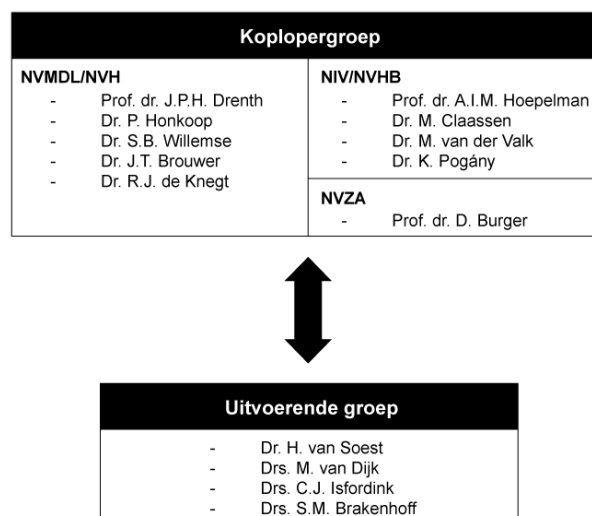 Koplopergroep
NVMDL/NVH
- Prof. dr. J.P.H. Drenth
- Dr. P. Honkoop
- Dr. S.B. Willemse
- Dr. J.T. Brouwer
- Dr. R.J. de Knegt
NIV/NVHB
- Prof. dr. A.I.M. Hoepelman
- Dr. M. Claassen
- Dr. M. van der Valk
- Dr. K. Pogány
NVZA
- Prof. dr. D. Burger
Uitvoerende groep
- Dr. H. van Soest
- Drs. M. van Dijk
- Drs. C.J. Isfordink
- Drs. S.M. Brakenhoff